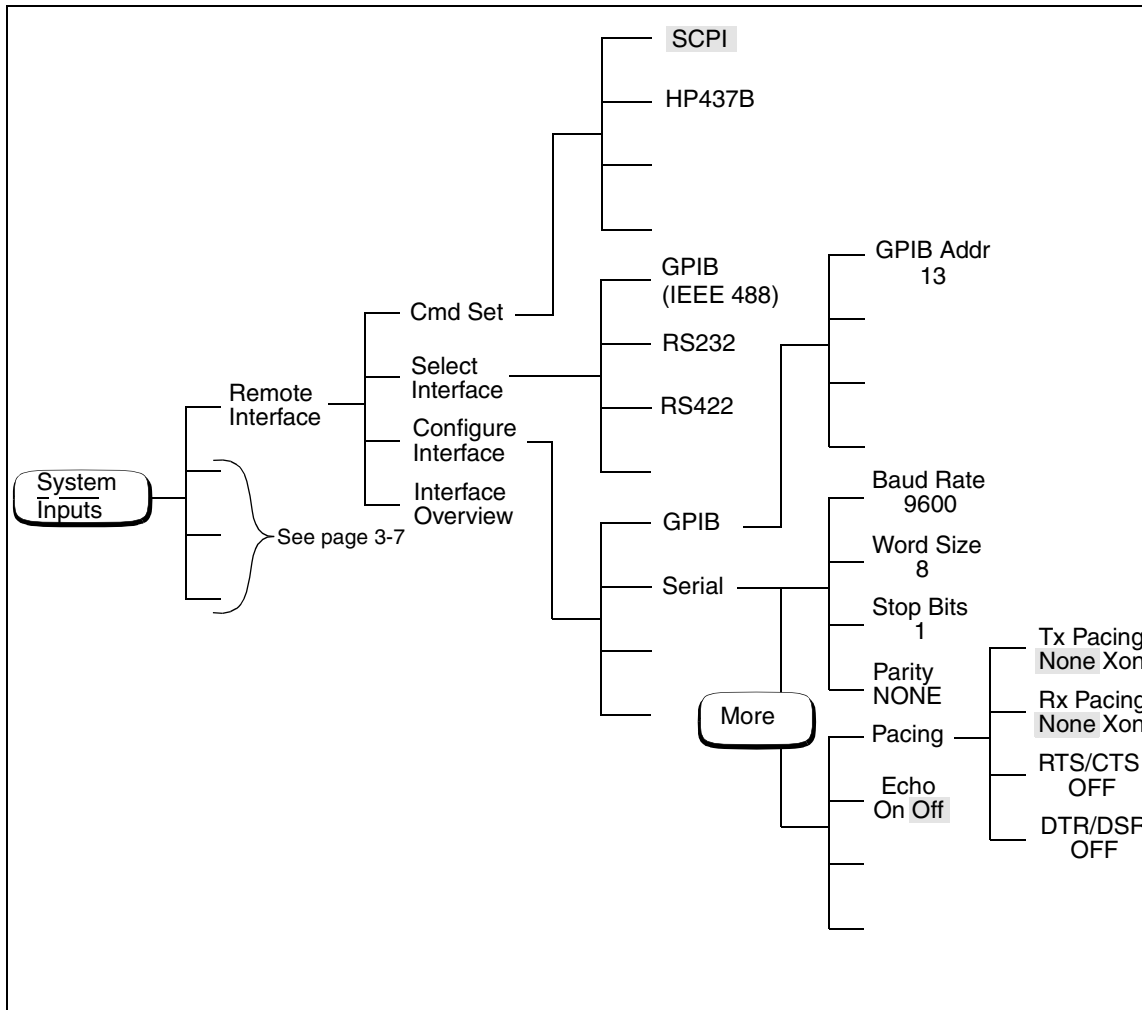 SCPI
HP437B
GPIB
(IEEE 488)
RS232
RS422
GPIB Addr
13
Cmd Set
Select
Interface
Configure
Interface
Interface
Overview
Remote
Interface
System
Inputs
See page 3-7
GPIB
Serial
Baud Rate
9600
Word Size
8
Stop Bits
1
Parity
NONE
More
Pacing
Echo
On Off
Tx Pacing
None Xon
Rx Pacing
None Xon
RTS/CTS
OFF
DTR/DSR
OFF